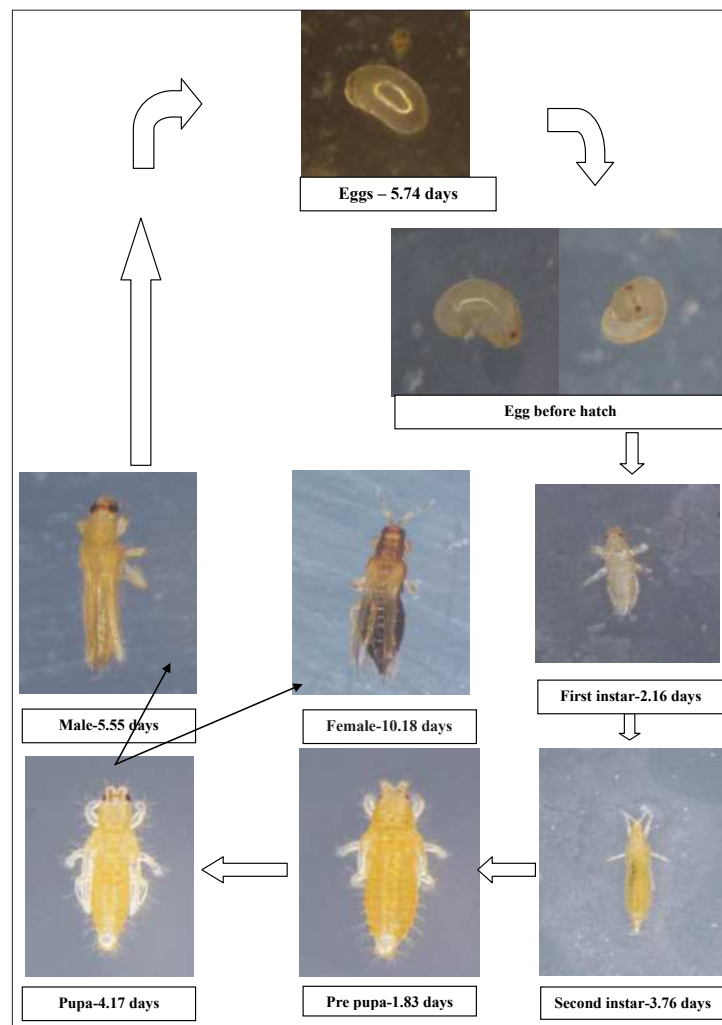 Eggs – 5.74 days
Egg before hatch
First instar-2.16 days
Male-5.55 days
Female-10.18 days
Pupa-4.17 days
Pre pupa-1.83 days
Second instar-3.76 days